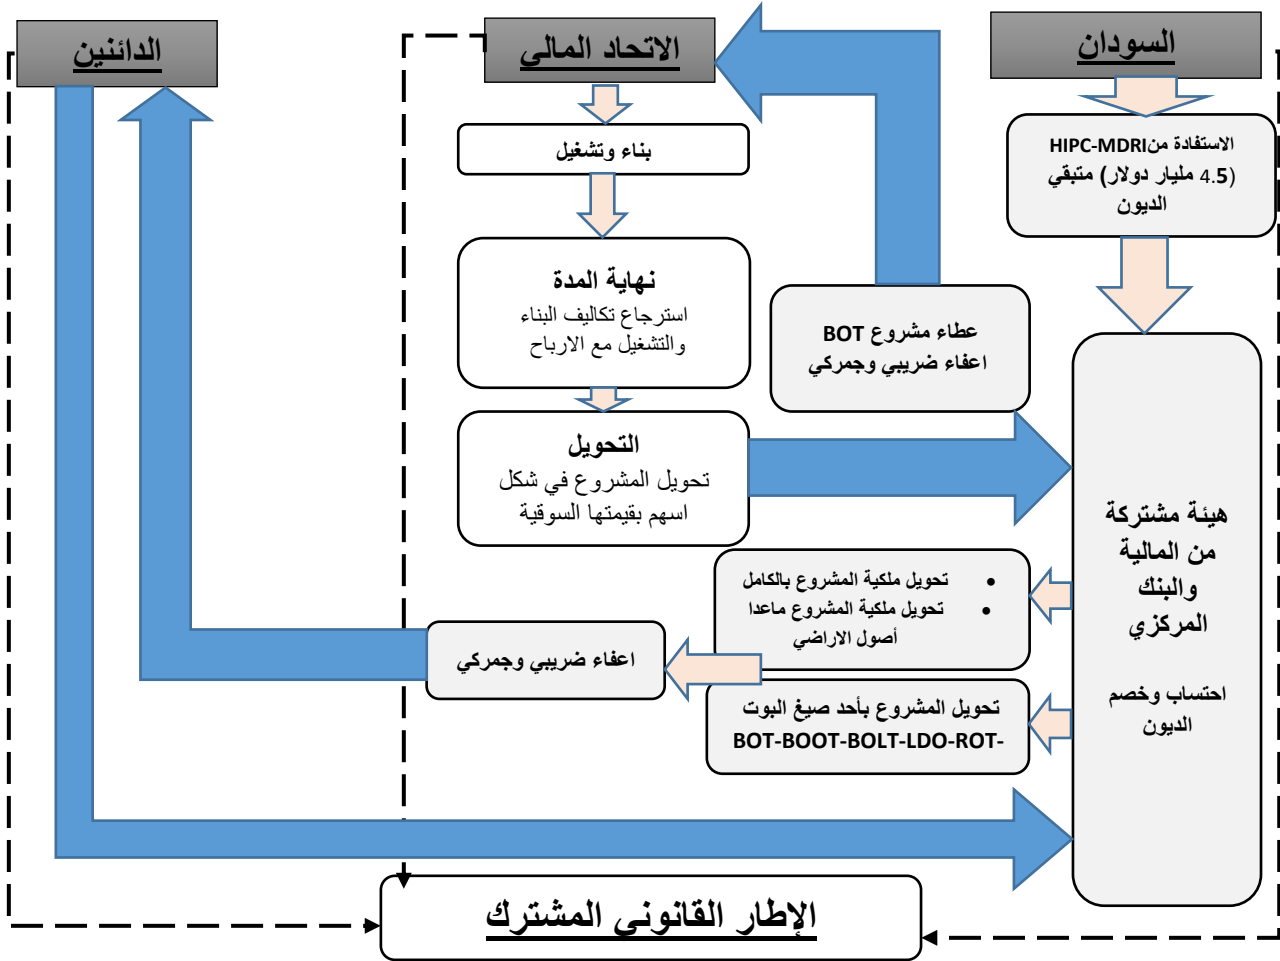 السودان
الاتحاد المالي
الدائنين
الاستفادة منHIPC-MDRI
(4.5 مليار دولار) متبقي
الديون
بناء وتشغيل
نهاية المدة
استرجاع تكاليف البناء
والتشغيل مع الارباح
عطاء مشروع BOT
اعفاء ضريبي وجمركي
التحويل
تحويل المشروع في شكل
اسهم بقيمتها السوقية
هيئة مشتركة
من المالية
والبنك
المركزي
احتساب وخصم
الديون
• تحويل ملكية المشروع بالكامل
• تحويل ملكية المشروع ماعدا
أصول الاراضي
اعفاء ضريبي وجمركي
تحويل المشروع بأحد صيغ البوت
BOT-BOOT-BOLT-LDO-ROT-
الإطار القانوني المشترك